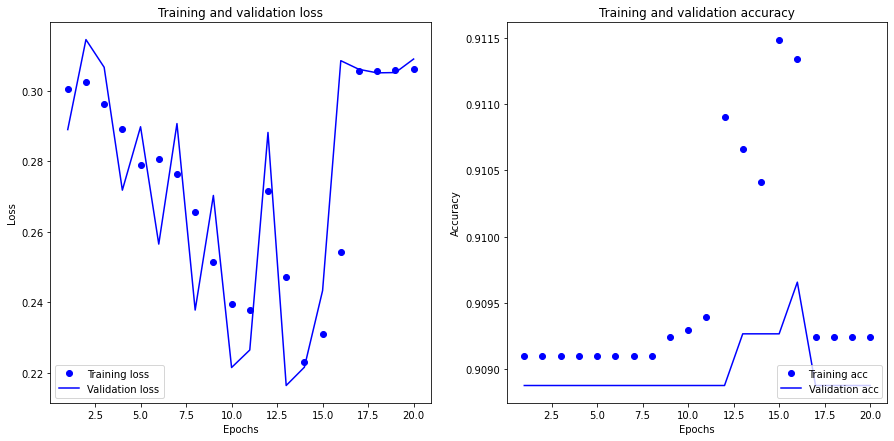 Training and validation loss
0.30
0.28
0.26
0.24
0.22
Loss
Training loss
Validation loss
2.5 5.0 7.5 10.0 12.5 15.0 17.5 20.0
Epochs
Training and validation accuracy
0.9115
0.9110
0.9105
0.9100
0.9095
0.9090
Accuracy
Training acc
Validation acc
2.5 5.0 7.5 10.0 12.5 15.0 17.5 20.0
Epochs